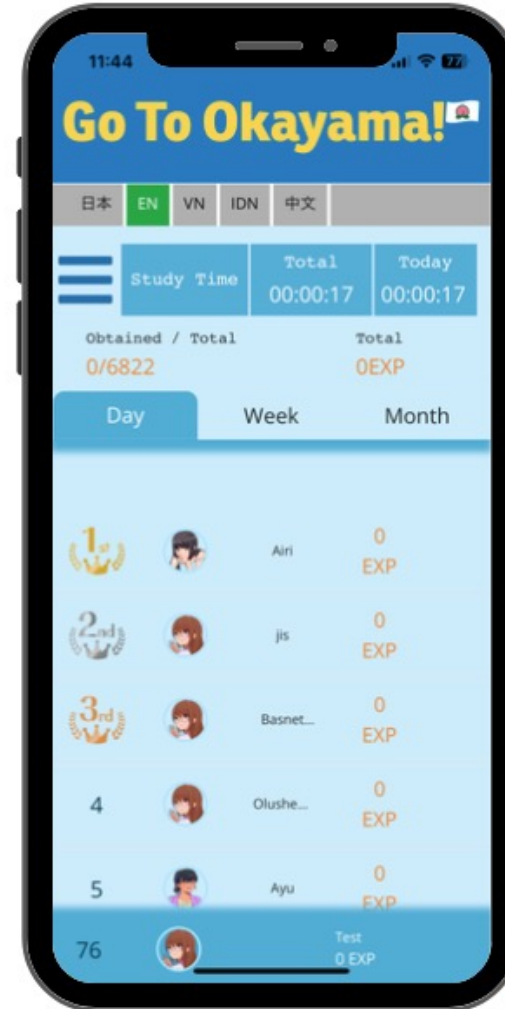 11:44 77
Go To Okayama!
日本 EN VN IDN 中文
Study Time
Total
00:00:17
Today
00:00:17
Obtained / Total
0/6822
Total
0EXP
Day Week Month
1st Airi 0 EXP
2nd jis 0 EXP
3rd Basnet... 0 EXP
4 Olushe... 0 EXP
5 Ayu 0 EXP
76 Test
0 EXP